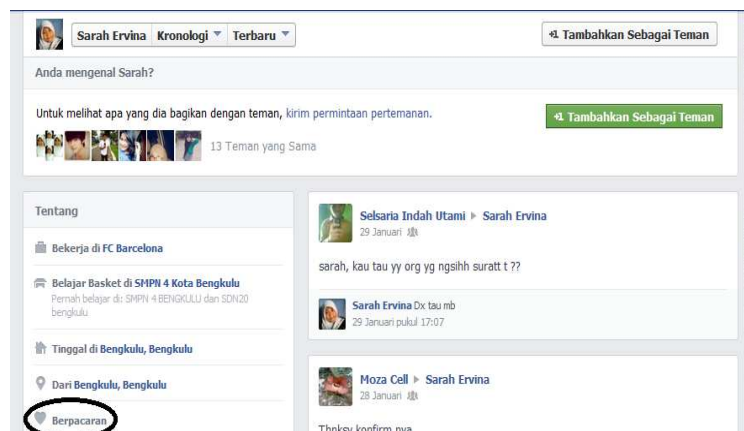 Sarah Ervina Kronologi Terbaru
+1 Tambahkan Sebagai Teman
Anda mengenal Sarah?
Untuk melihat apa yang dia bagikan dengan teman, kirim permintaan pertemanan.
+1 Tambahkan Sebagai Teman
13 Teman yang Sama
Tentang
Bekerja di FC Barcelona
Belajar Basket di SMPN 4 Kota Bengkulu
Pernah belajar di: SMPN 4 BENGKULU dan SDN20
bengkulu
Tinggal di Bengkulu, Bengkulu
Dari Bengkulu, Bengkulu
Berpacaran
Selsaria Indah Utami ▶ Sarah Ervina
29 Januari
sarah, kau tau yy org yg ngsihh suratt t ??
Sarah Ervina Dx tau mb
29 Januari pukul 17:07
Moza Cell ▶ Sarah Ervina
28 Januari
Thnksy konfirm nya